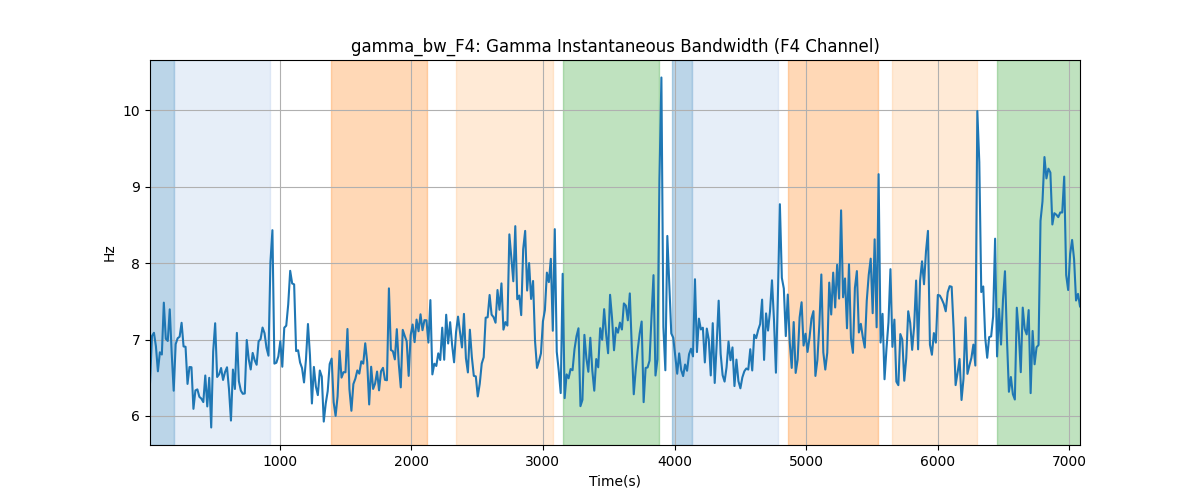 gamma_bw_F4: Gamma Instantaneous Bandwidth (F4 Channel)
10
9
8
7
6
Hz
1000 2000 3000 4000 5000 6000 7000
Time(s)